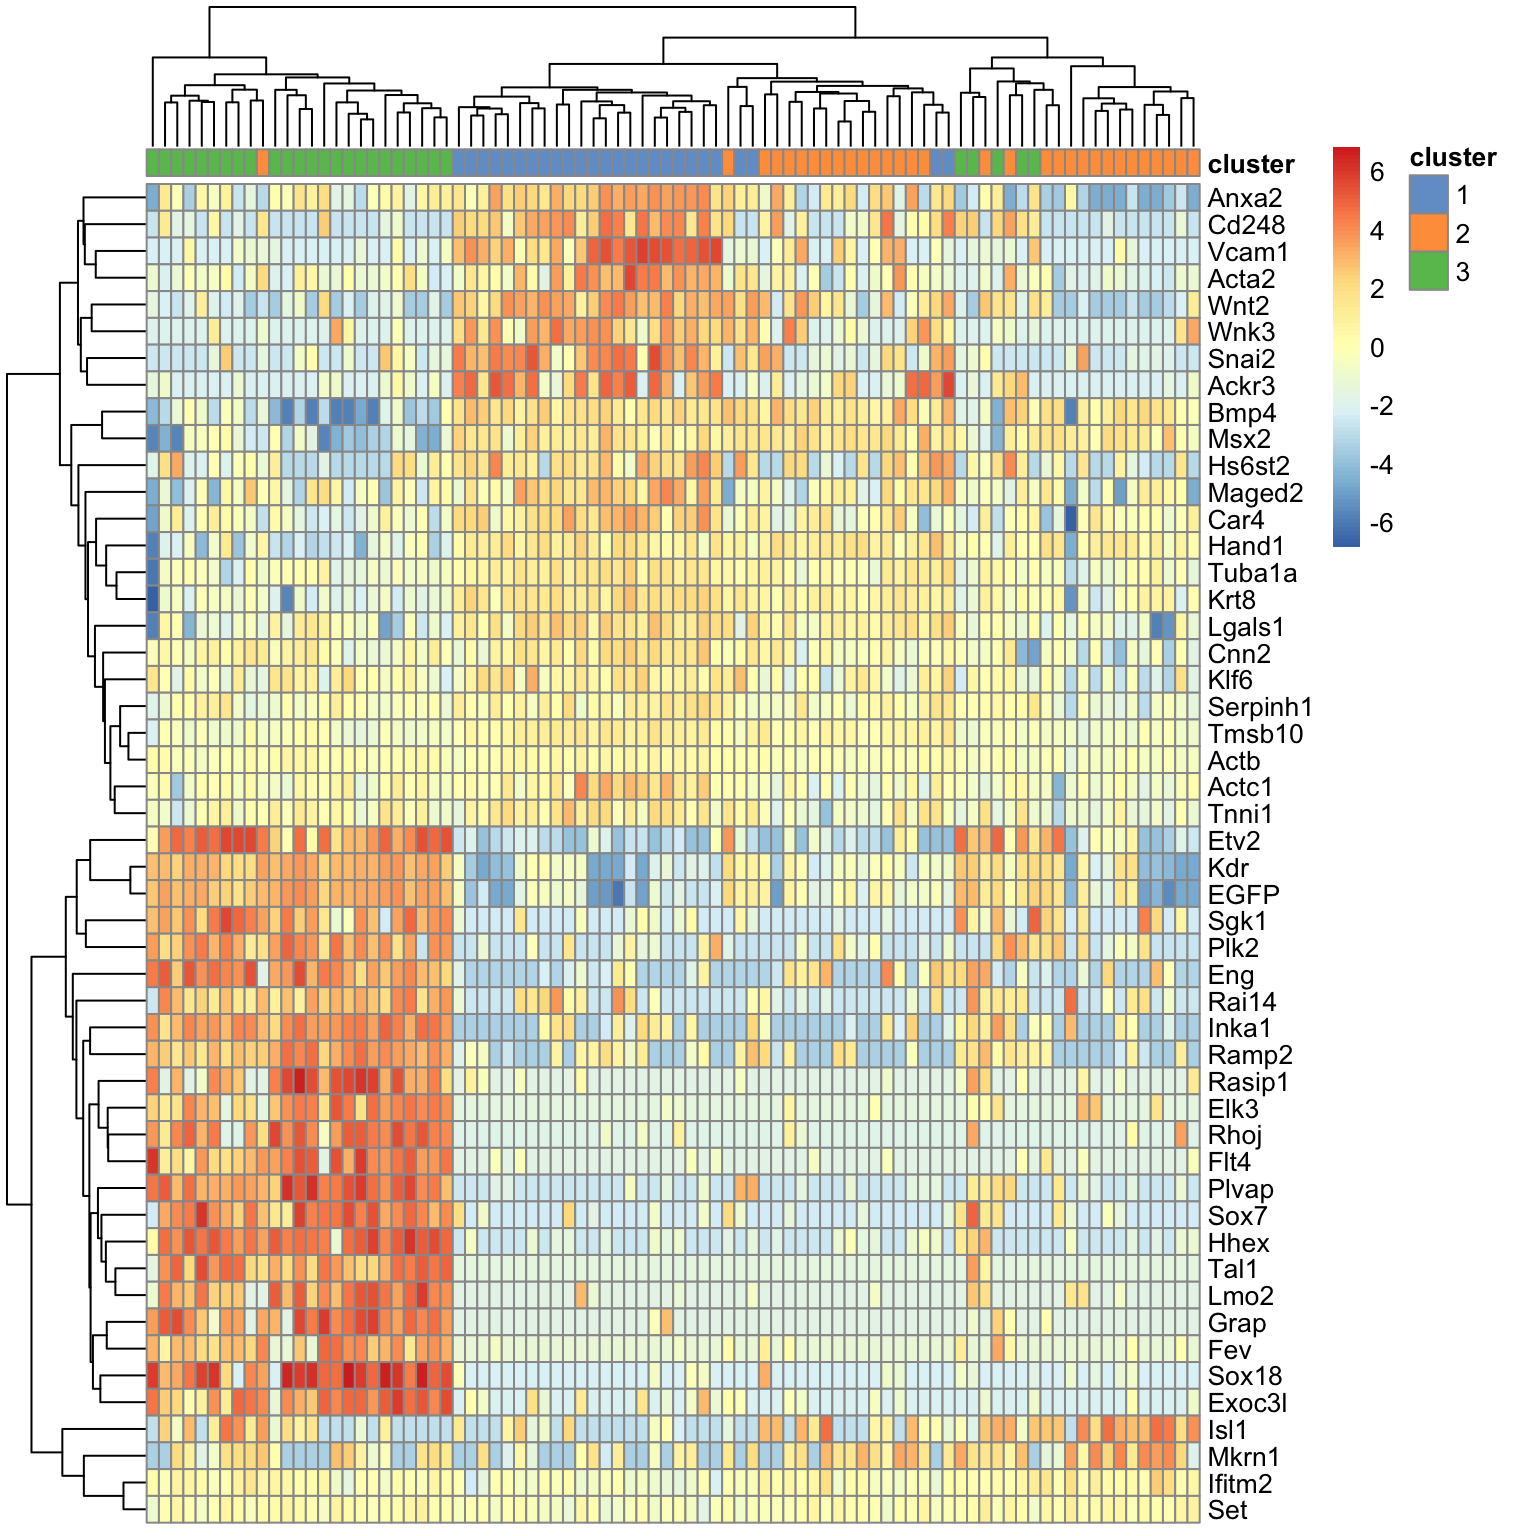 cluster
Anxa2
Cd248
Vcam1
Acta2
Wnt2
Wnk3
Snai2
Ackr3
Bmp4
Msx2
Hs6st2
Maged2
Car4
Hand1
Tuba1a
Krt8
Lgals1
Cnn2
Klf6
Serpinh1
Tmsb10
Actb
Actc1
Tnni1
Etv2
Kdr
EGFP
Sgk1
Plk2
Eng
Rai14
Inka1
Ramp2
Rasip1
Elk3
Rhoj
Flt4
Plvap
Sox7
Hhex
Tal1
Lmo2
Grap
Fev
Sox18
Exoc3l
Isl1
Mkrn1
Ifitm2
Set
6
4
2
0
-2
-4
-6
cluster
1
2
3